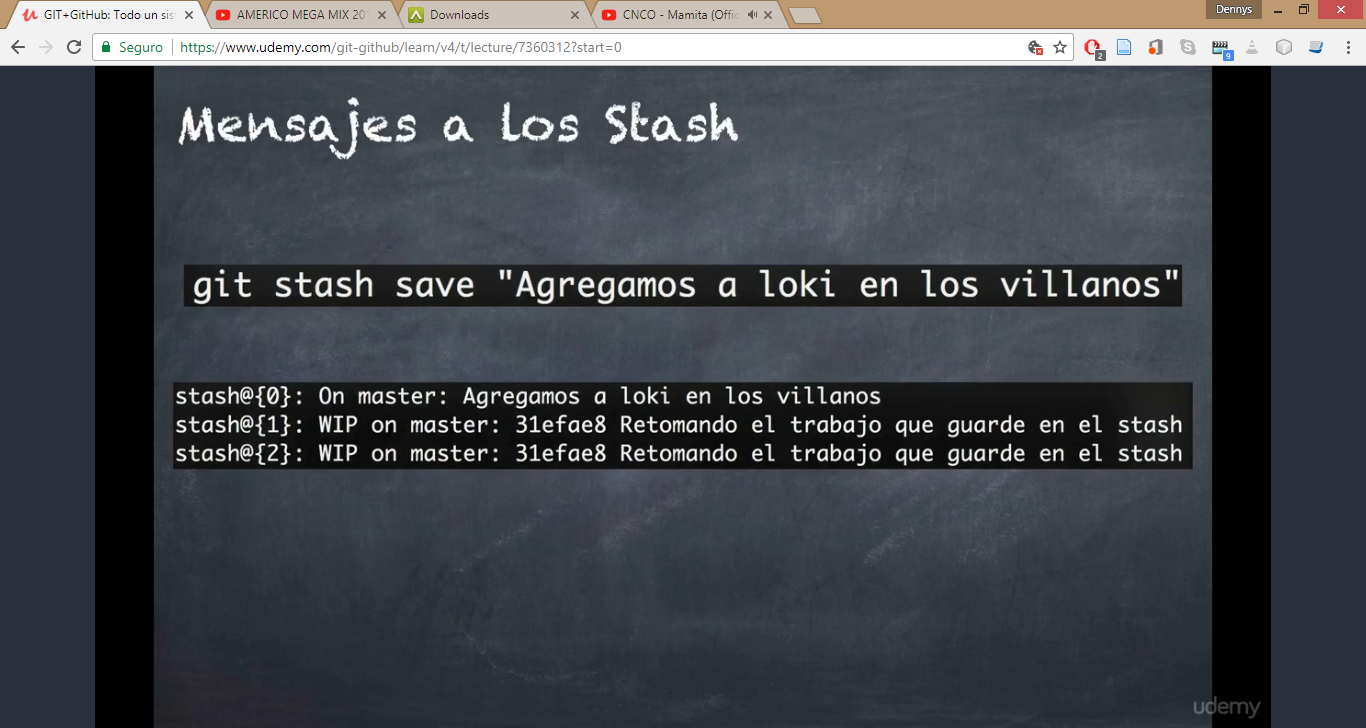 GIT+GitHub: Todo un sis
AMERICO MEGA MIX 20
Downloads
CNCO - Mamita (Offic
Dennys
Seguro
https://www.udemy.com/git-github/learn/v4/t/lecture/7360312?start=0
2
9
Mensajes a los Stash
git stash save "Agregamos a loki en los villanos"
stash@{0}: On master: Agregamos a loki en los villanos
stash@{1}: WIP on master: 31efae8 Retomando el trabajo que guarde en el stash
stash@{2}: WIP on master: 31efae8 Retomando el trabajo que guarde en el stash
udemy